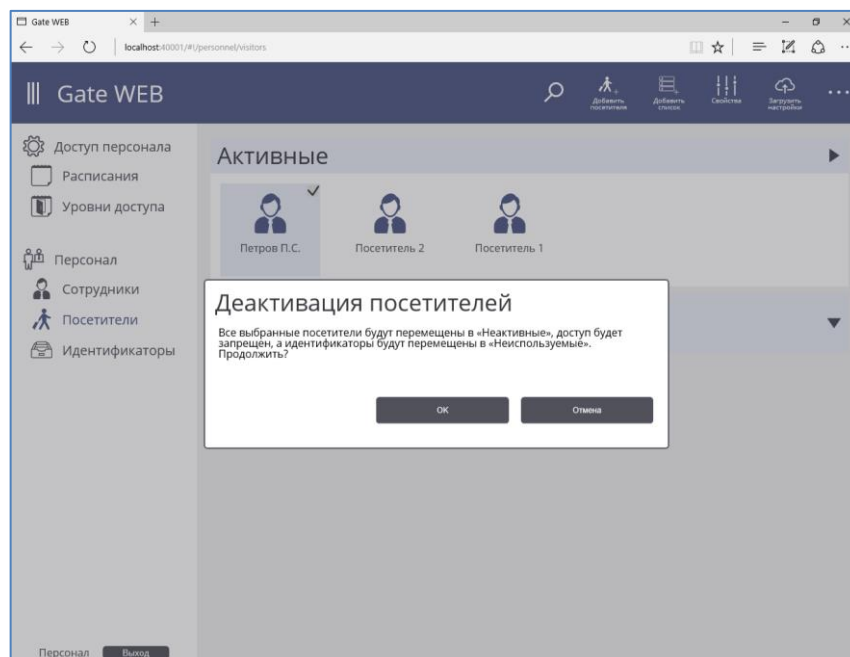 Gate WEB
localhost:40001/#!/personnel/visitors
Gate WEB
Добавить посетителя
Добавить список
Свойства
Загрузить настройки
Доступ персонала
Расписания
Уровни доступа
Персонал
Сотрудники
Посетители
Идентификаторы
Активные
Петров П.С.
Посетитель 2
Посетитель 1
Деактивация посетителей
Все выбранные посетители будут перемещены в «Неактивные», доступ будет
запрещен, а идентификаторы будут перемещены в «Неиспользуемые».
Продолжить?
ОК
Отмена
Персонал
Выход